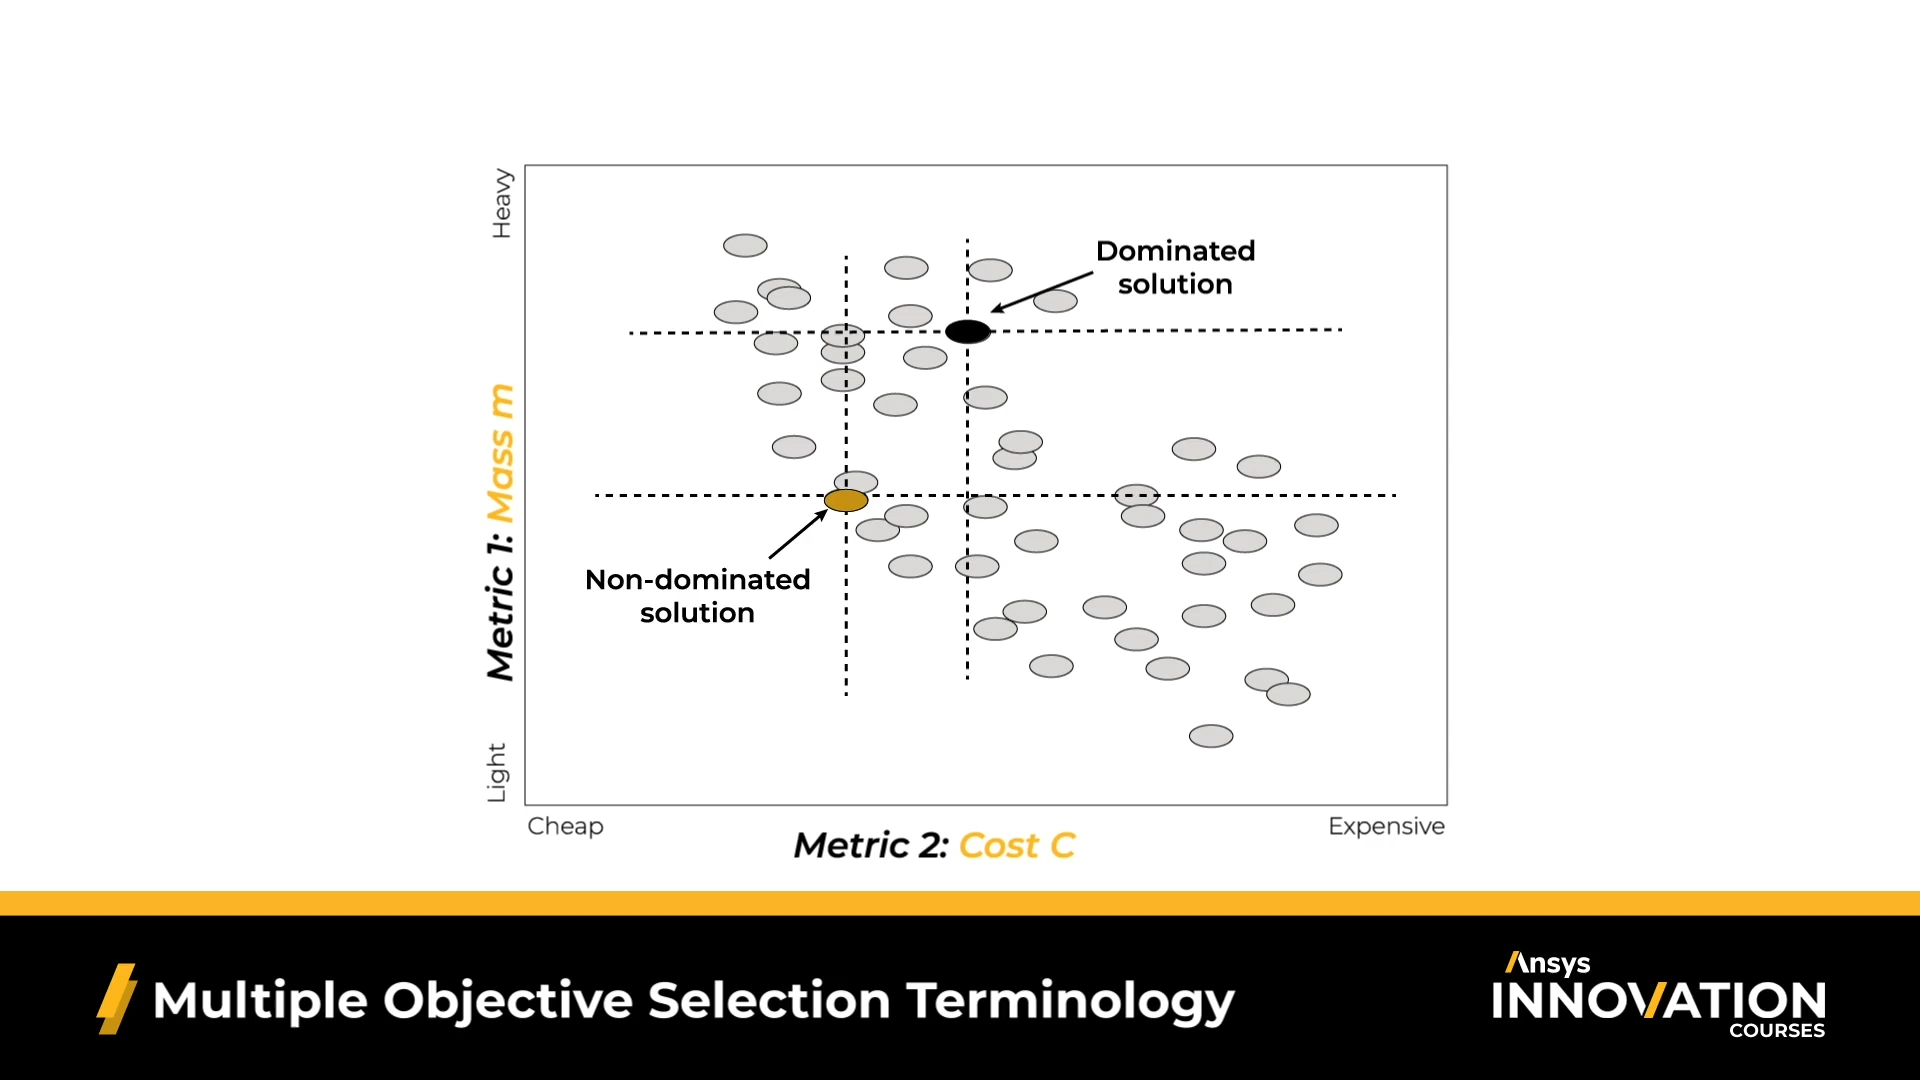 Heavy
Dominated
solution
Metric 1: Mass m
Non-dominated
solution
Light
Cheap
Expensive
Metric 2: Cost C
Multiple Objective Selection Terminology
Ansys
INNOVATION
COURSES